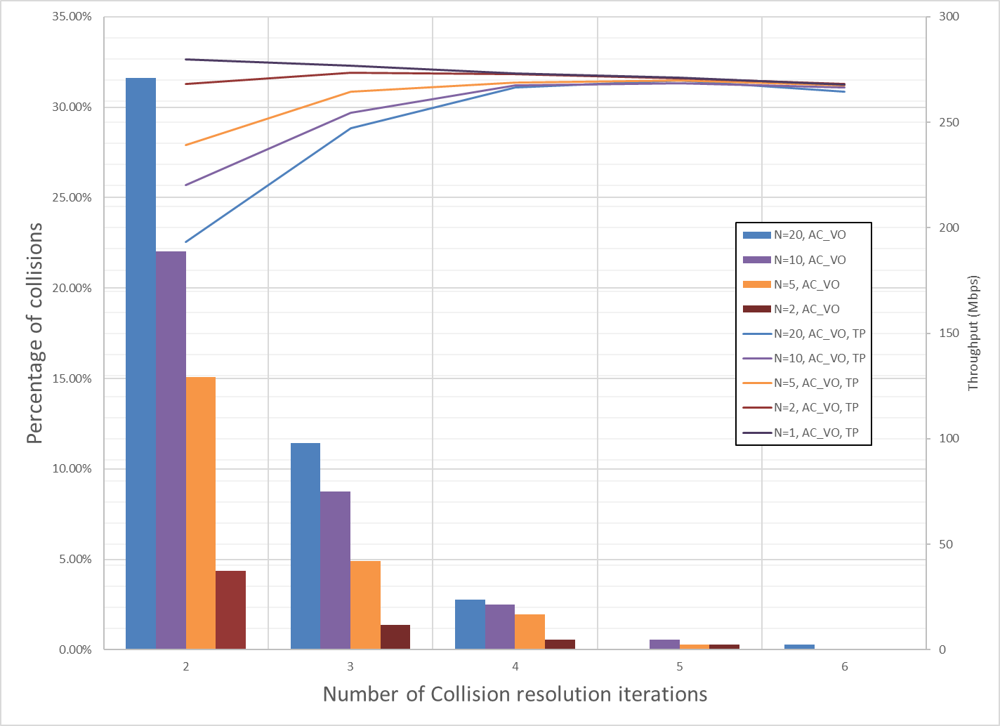 35.00%
30.00%
25.00%
20.00%
15.00%
10.00%
5.00%
0.00%
Percentage of collisions
300
250
200
150
100
50
0
Throughput (Mbps)
N=20, AC_VO
N=10, AC_VO
N=5, AC_VO
N=2, AC_VO
N=20, AC_VO, TP
N=10, AC_VO, TP
N=5, AC_VO, TP
N=2, AC_VO, TP
N=1, AC_VO, TP
2 3 4 5 6
Number of Collision resolution iterations